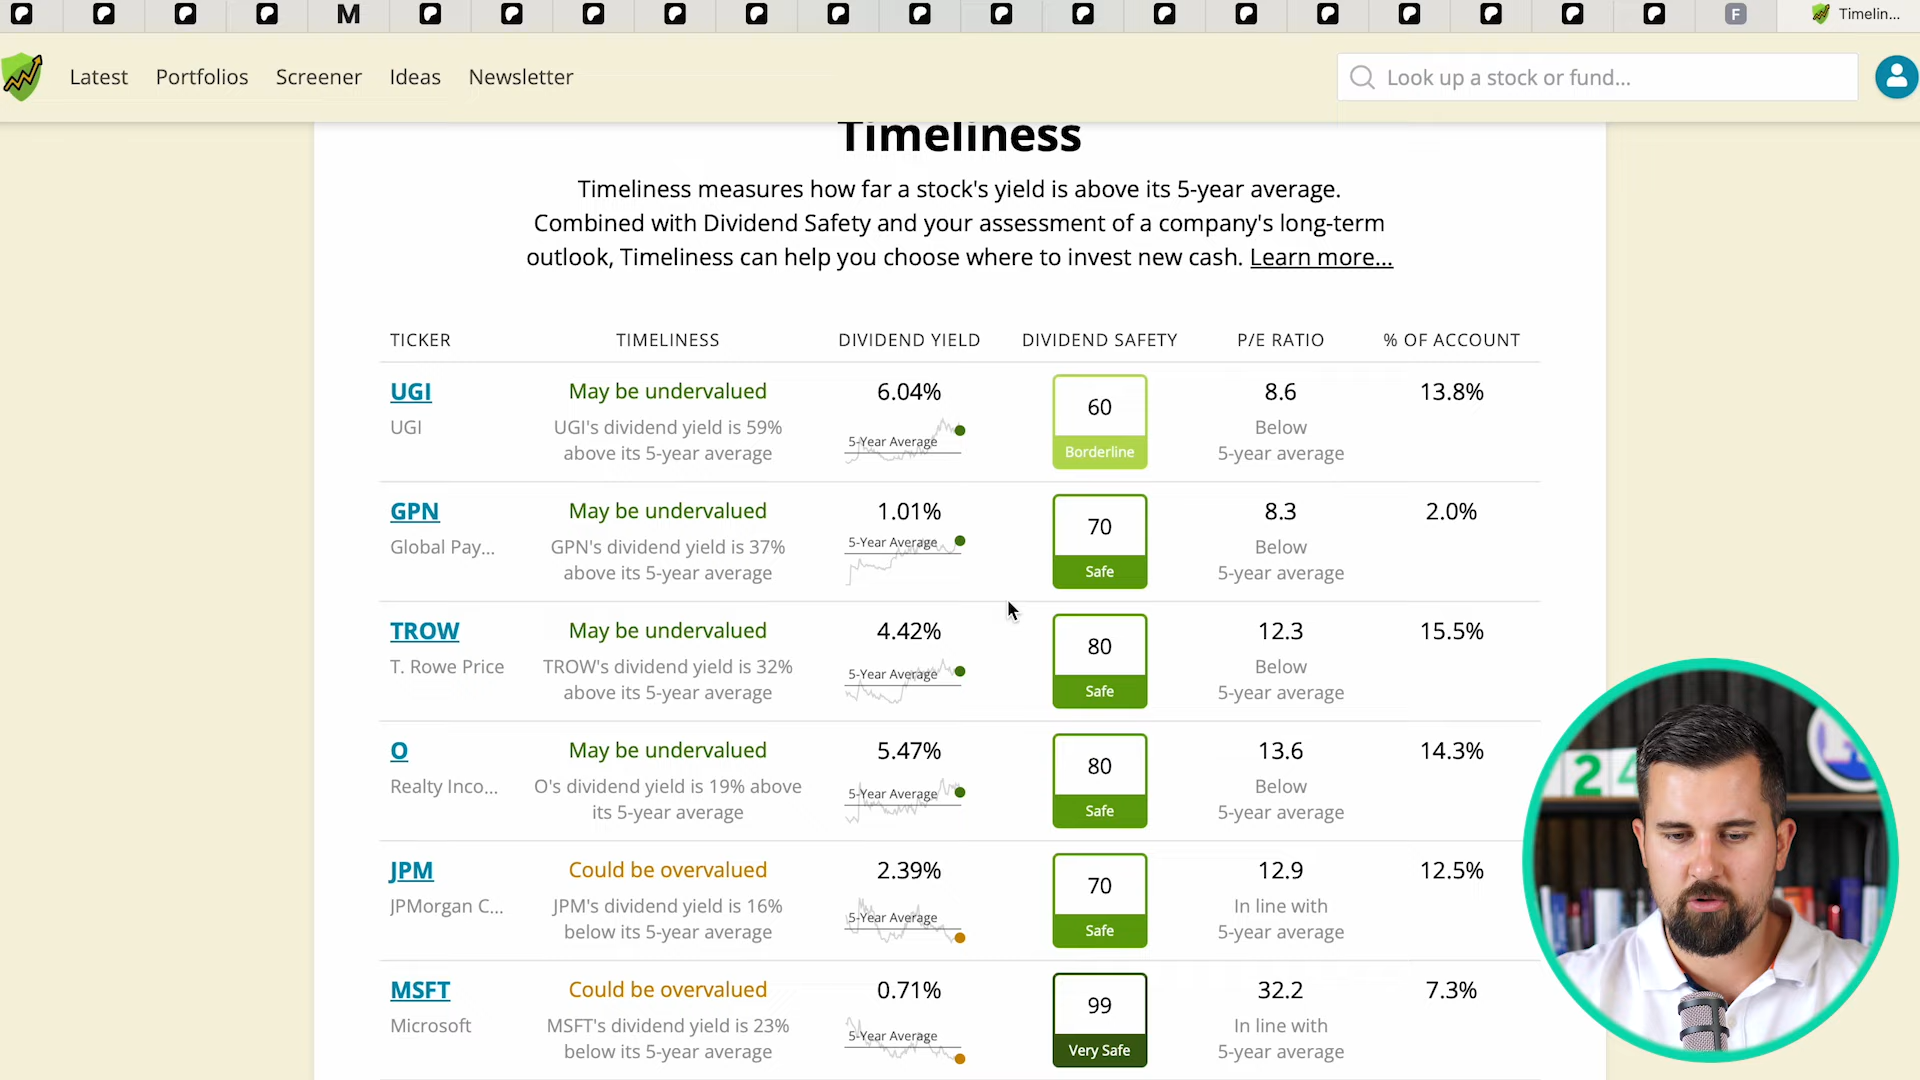 M
F
Timelin...
Latest Portfolios Screener Ideas Newsletter
Look up a stock or fund...
Timeliness
Timeliness measures how far a stock's yield is above its 5-year average.
Combined with Dividend Safety and your assessment of a company's long-term
outlook, Timeliness can help you choose where to invest new cash. Learn more...
TICKER TIMELINESS DIVIDEND YIELD DIVIDEND SAFETY P/E RATIO % OF ACCOUNT
UGI May be undervalued 6.04% 60 8.6 13.8%
UGI UGI's dividend yield is 59% 5-Year Average Below
above its 5-year average Borderline 5-year average
GPN May be undervalued 1.01% 70 8.3 2.0%
Global Pay... GPN's dividend yield is 37% 5-Year Average Below
above its 5-year average Safe 5-year average
TROW May be undervalued 4.42% 80 12.3 15.5%
T. Rowe Price TROW's dividend yield is 32% 5-Year Average Below
above its 5-year average Safe 5-year average
O May be undervalued 5.47% 80 13.6 14.3%
Realty Inco... O's dividend yield is 19% above 5-Year Average Below
its 5-year average Safe 5-year average
JPM Could be overvalued 2.39% 70 12.9 12.5%
JPMorgan C... JPM's dividend yield is 16% 5-Year Average In line with
below its 5-year average Safe 5-year average
MSFT Could be overvalued 0.71% 99 32.2 7.3%
Microsoft MSFT's dividend yield is 23% 5-Year Average In line with
below its 5-year average Very Safe 5-year average
24